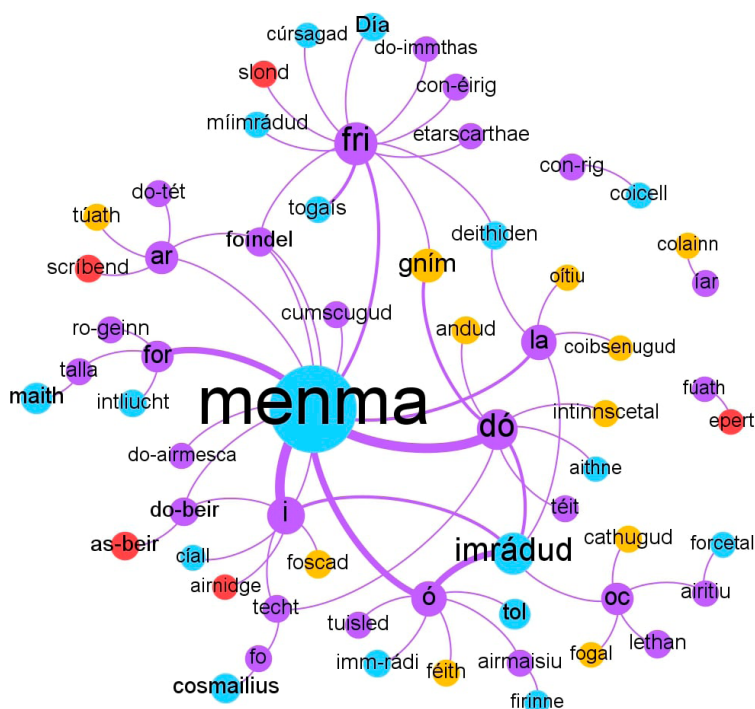 Día
cúrsagad
do-immthas
slond
con-éirig
míimrádud
fri
etarscarthae
con-rig
do-tét
coicell
togaís
túath
foíndel
deithiden
colainn
ar
gním
scríbend
oítiu
íar
cumscugud
ro-geinn
andud
for
la
talla
coibsenugud
maith
menma
fúath
intliucht
intinnscetal
epert
dó
do-airmesca
aithne
do-beir
téit
i
as-beir
imrádud
cathugud
forcetal
cíall
foscad
airnidge
ó
oc
airitiu
techt
tol
tuisled
lethan
fo
imm-rádi
airmaisiu
fogal
féith
cosmailius
firinne